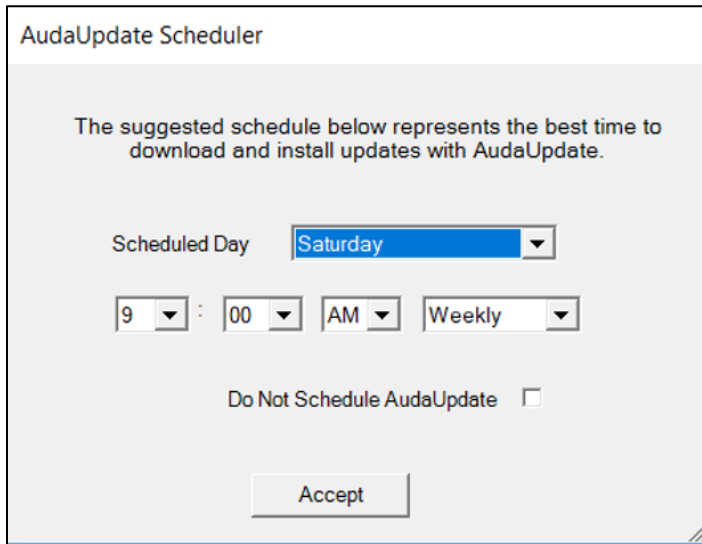 AudaUpdate Scheduler
The suggested schedule below represents the best time to
download and install updates with AudaUpdate.
Scheduled Day Saturday
9 : 00 AM Weekly
Do Not Schedule AudaUpdate
Accept